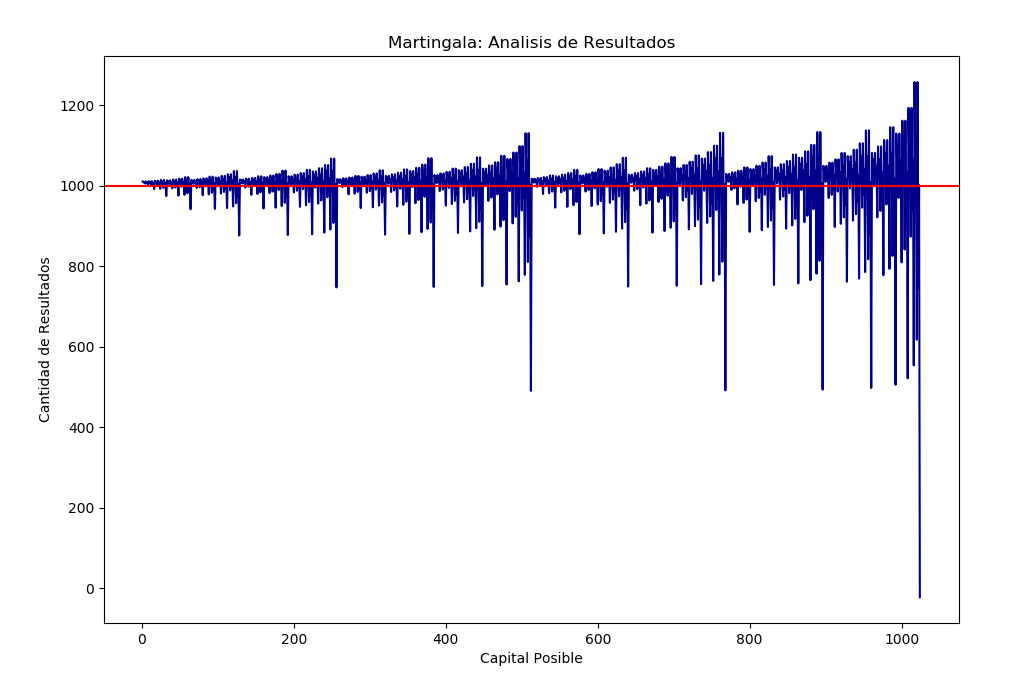 Martingala: Analisis de Resultados
Cantidad de Resultados
1200
1000
800
600
400
200
0
0 200 400 600 800 1000
Capital Posible